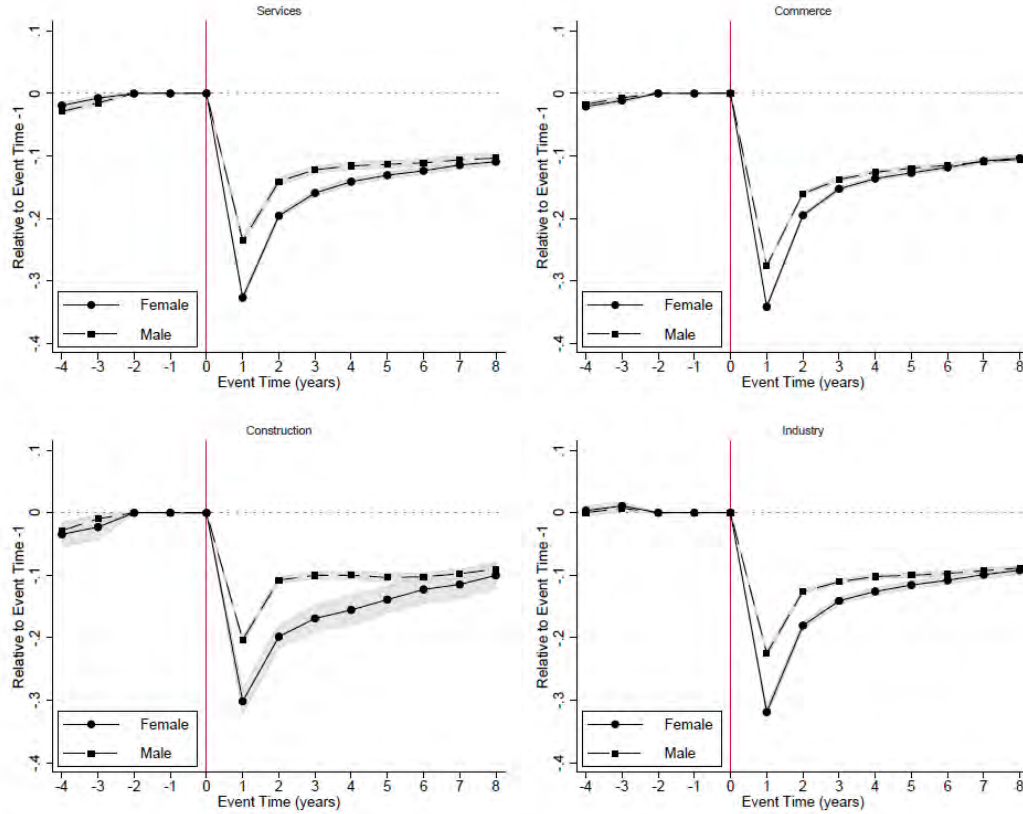 Services
Relative to Event Time -1
.1
0
-.1
-.2
-.3
-.4
Female
Male
-4 -3 -2 -1 0 1 2 3 4 5 6 7 8
Event Time (years)
Commerce
Relative to Event Time -1
.1
0
-.1
-.2
-.3
-.4
Female
Male
-4 -3 -2 -1 0 1 2 3 4 5 6 7 8
Event Time (years)
Construction
Relative to Event Time -1
.1
0
-.1
-.2
-.3
-.4
Female
Male
-4 -3 -2 -1 0 1 2 3 4 5 6 7 8
Event Time (years)
Industry
Relative to Event Time -1
.1
0
-.1
-.2
-.3
-.4
Female
Male
-4 -3 -2 -1 0 1 2 3 4 5 6 7 8
Event Time (years)